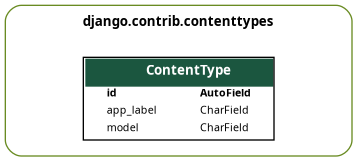 django.contrib.contenttypes
ContentType
id AutoField
app_label CharField
model CharField